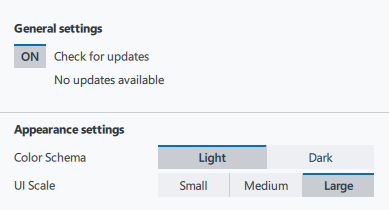 General settings
ON Check for updates
No updates available
Appearance settings
Color Schema Light Dark
UI Scale Small Medium Large